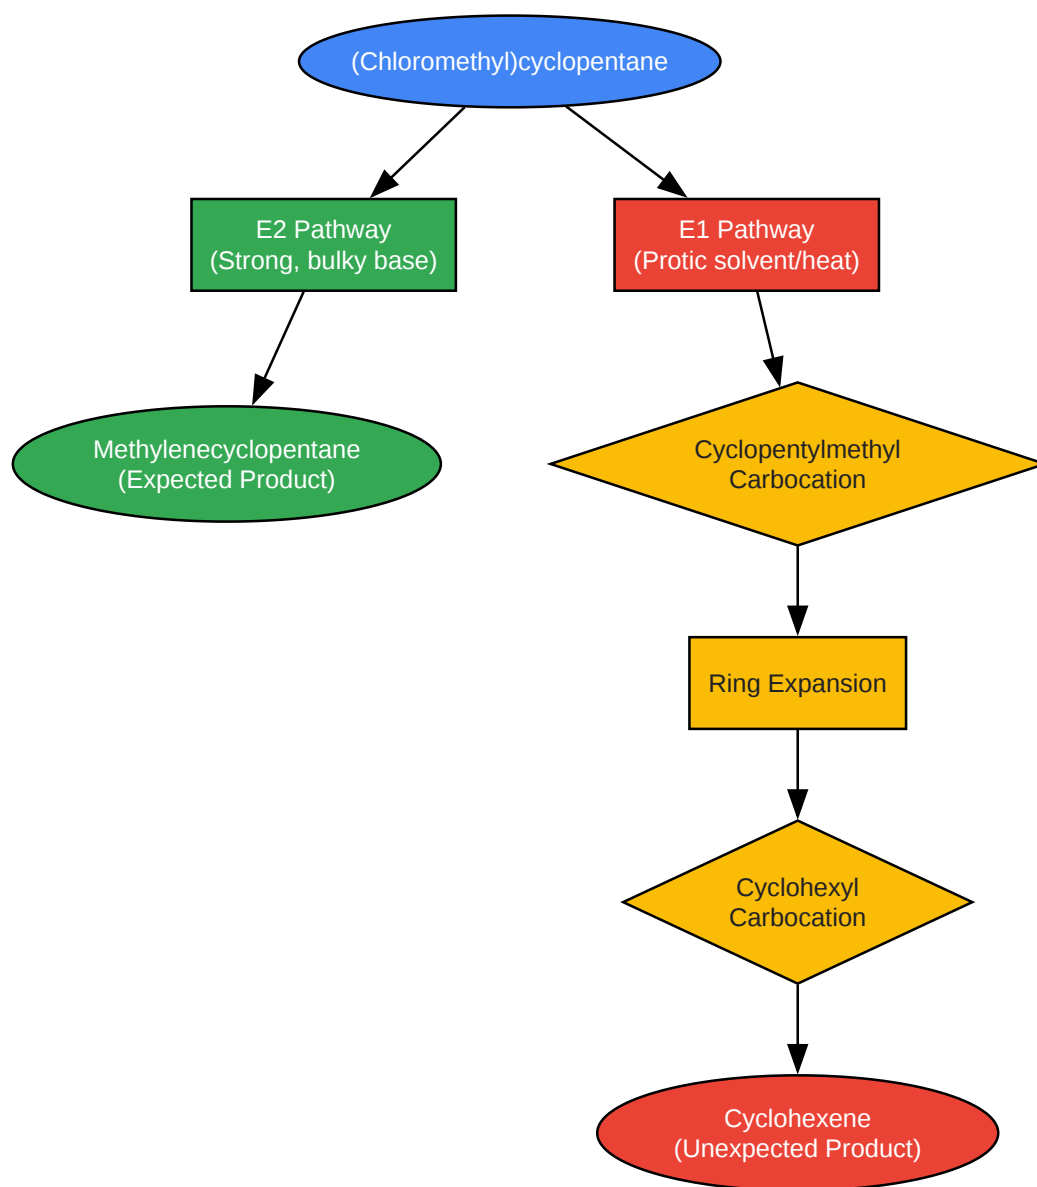 (Chloromethyl)cyclopentane
E2 Pathway
(Strong, bulky base)
E1 Pathway
(Protic solvent/heat)
Methylenecyclopentane
(Expected Product)
Cyclopentylmethyl
Carbocation
Ring Expansion
Cyclohexyl
Carbocation
Cyclohexene
(Unexpected Product)